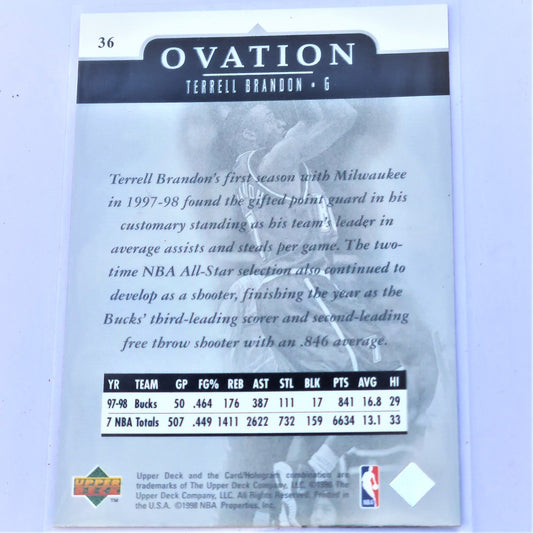 36
OVATION
TERRELL BRANDON • G
Terrell Brandon's first season with Milwaukee
in 1997-98 found the gifted point guard in his
customary standing as his team's leader in
average assists and steals per game. The two-
time NBA All-Star selection also continued to
develop as a shooter, finishing the year as the
Bucks' third-leading scorer and second-leading
free throw shooter with an .846 average.
YR TEAM GP FG% REB AST STL BLK PTS AVG HI
97-98 Bucks 50 .464 176 387 111 17 841 16.8 29
7 NBA Totals 507 .449 1411 2622 732 159 6634 13.1 33
UPPER DECK TM
Upper Deck and the Card/Hologram combination are
trademarks of The Upper Deck Company, LLC. ©1998 The
Upper Deck Company, LLC. All Rights Reserved. Printed in
the U.S.A. ©1998 NBA Properties, Inc.
NBA